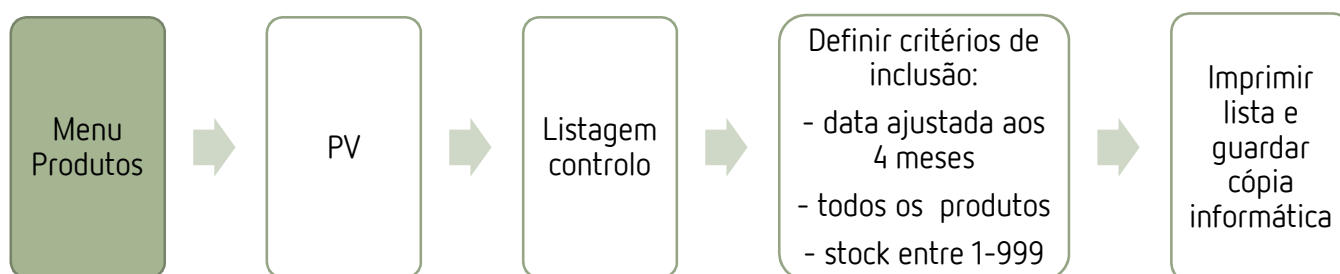 Menu
Produtos
PV
Listagem
controlo
Definir critérios de
inclusão:
- data ajustada aos
4 meses
- todos os produtos
- stock entre 1-999
Imprimir
lista e
guardar
cópia
informática